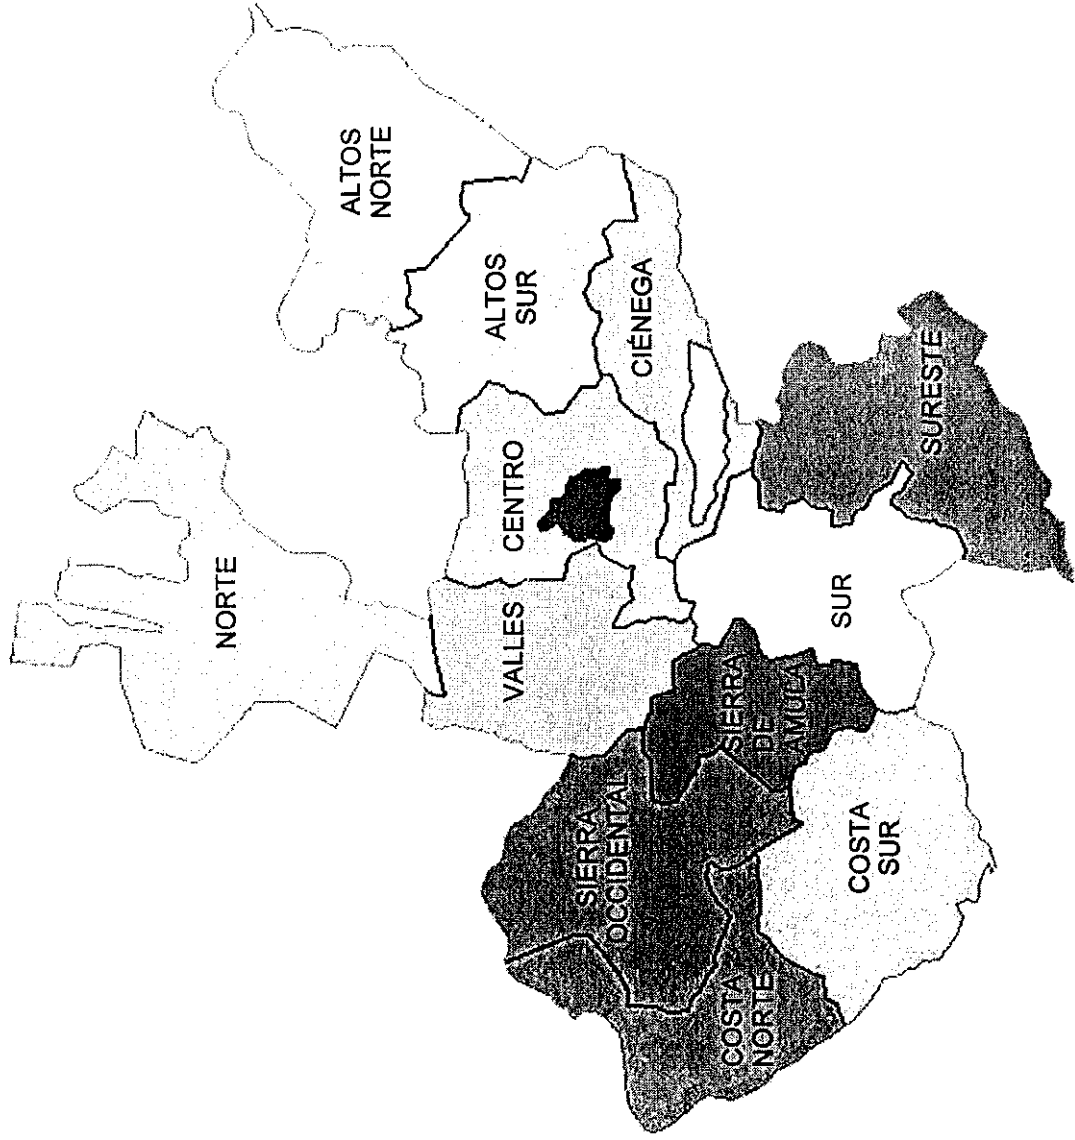 ALTOS
NORTE
ALTOS
SUR
NORTE
CENTRO
CIÉNEGA
VALLES
SURESTE
SUR
SIERRA
OCCIDENTAL
SIERRA
DE
AMULA
COSTA
NORTE
COSTA
SUR